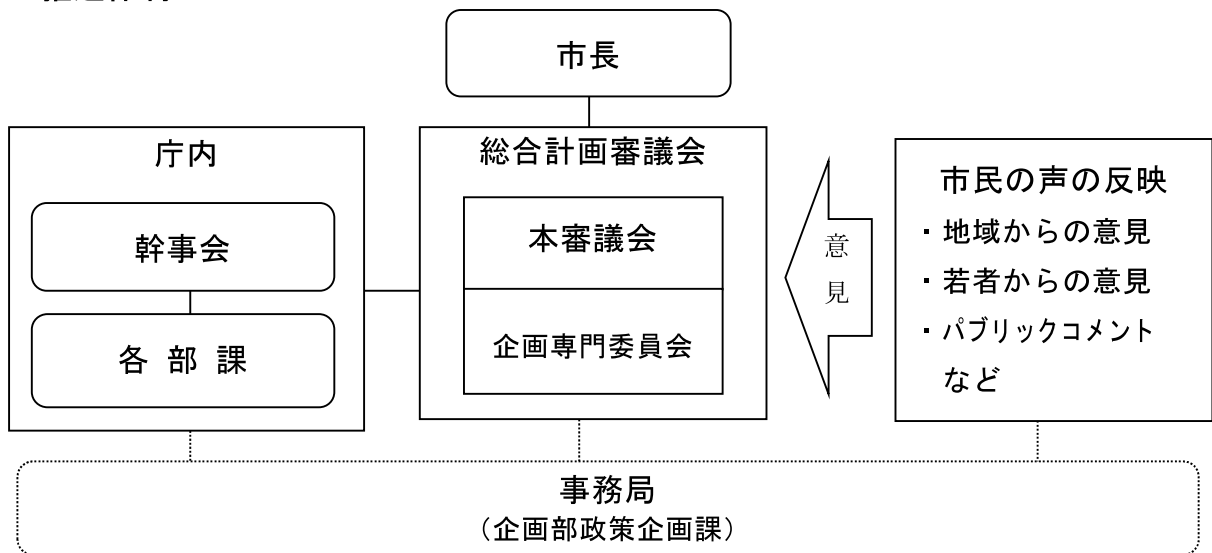 市長
庁内
幹事会
各部課
総合計画審議会
本審議会
企画専門委員会
意見
市民の声の反映
・地域からの意見
・若者からの意見
・パブリックコメント
など
事務局
（企画部政策企画課）